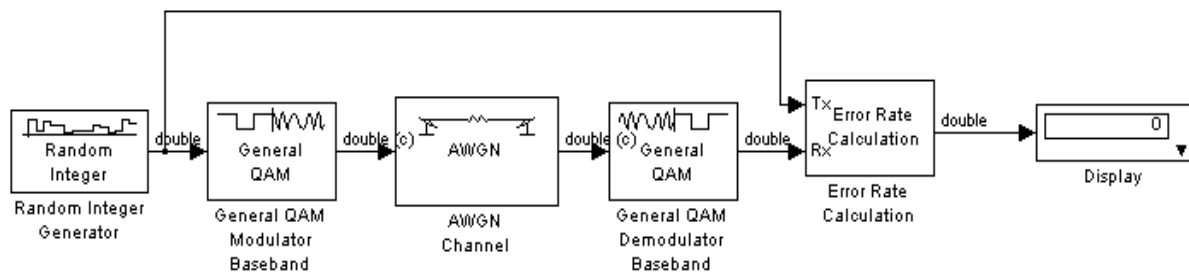 Random
Integer
Random Integer
Generator
double
General
QAM
General QAM
Modulator
Baseband
double (c)
AWGN
AWGN
Channel
double
(c)
General
QAM
General QAM
Demodulator
Baseband
double
Tx
Rx
Error Rate
Calculation
Error Rate
Calculation
double
0
Display